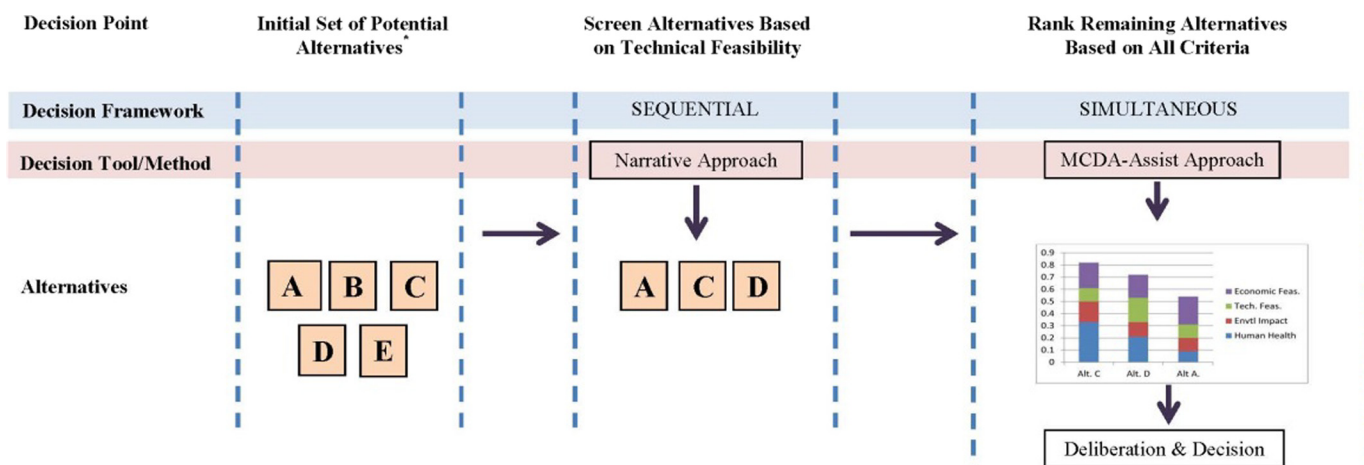 Decision Point
Initial Set of Potential
Alternatives*
Screen Alternatives Based
on Technical Feasibility
Rank Remaining Alternatives
Based on All Criteria
Decision Framework
SEQUENTIAL
SIMULTANEOUS
Decision Tool/Method
Narrative Approach
MCDA-Assist Approach
Alternatives
A B C
D E
A C D
0.9
0.8
0.7
0.6
0.5
0.4
0.3
0.2
0.1
0
Alt. C
Alt. D
Alt A.
Economic Feas.
Tech. Feas.
Envtl Impact
Human Health
Deliberation & Decision